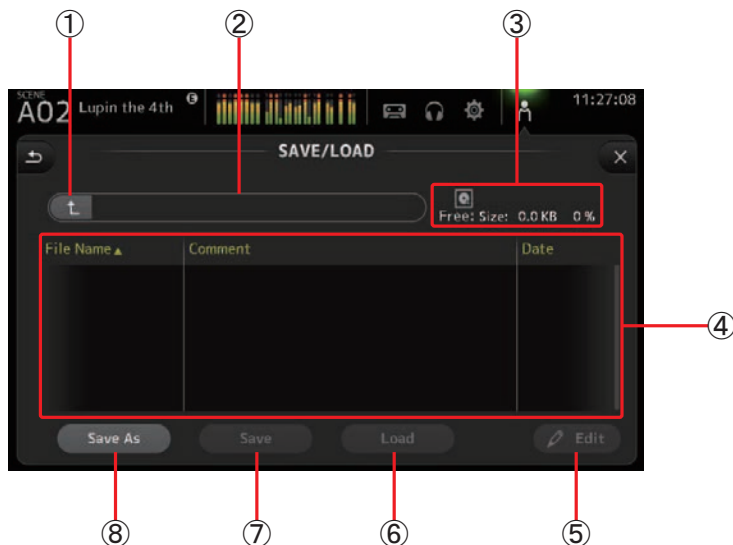 ① ② ③
SCENE
A02 Lupin the 4th E 11:27:08
SAVE/LOAD
Free: Size: 0.0 KB 0 %
File Name▲ Comment Date
④
Save As Save Load Edit
⑧ ⑦ ⑥ ⑤